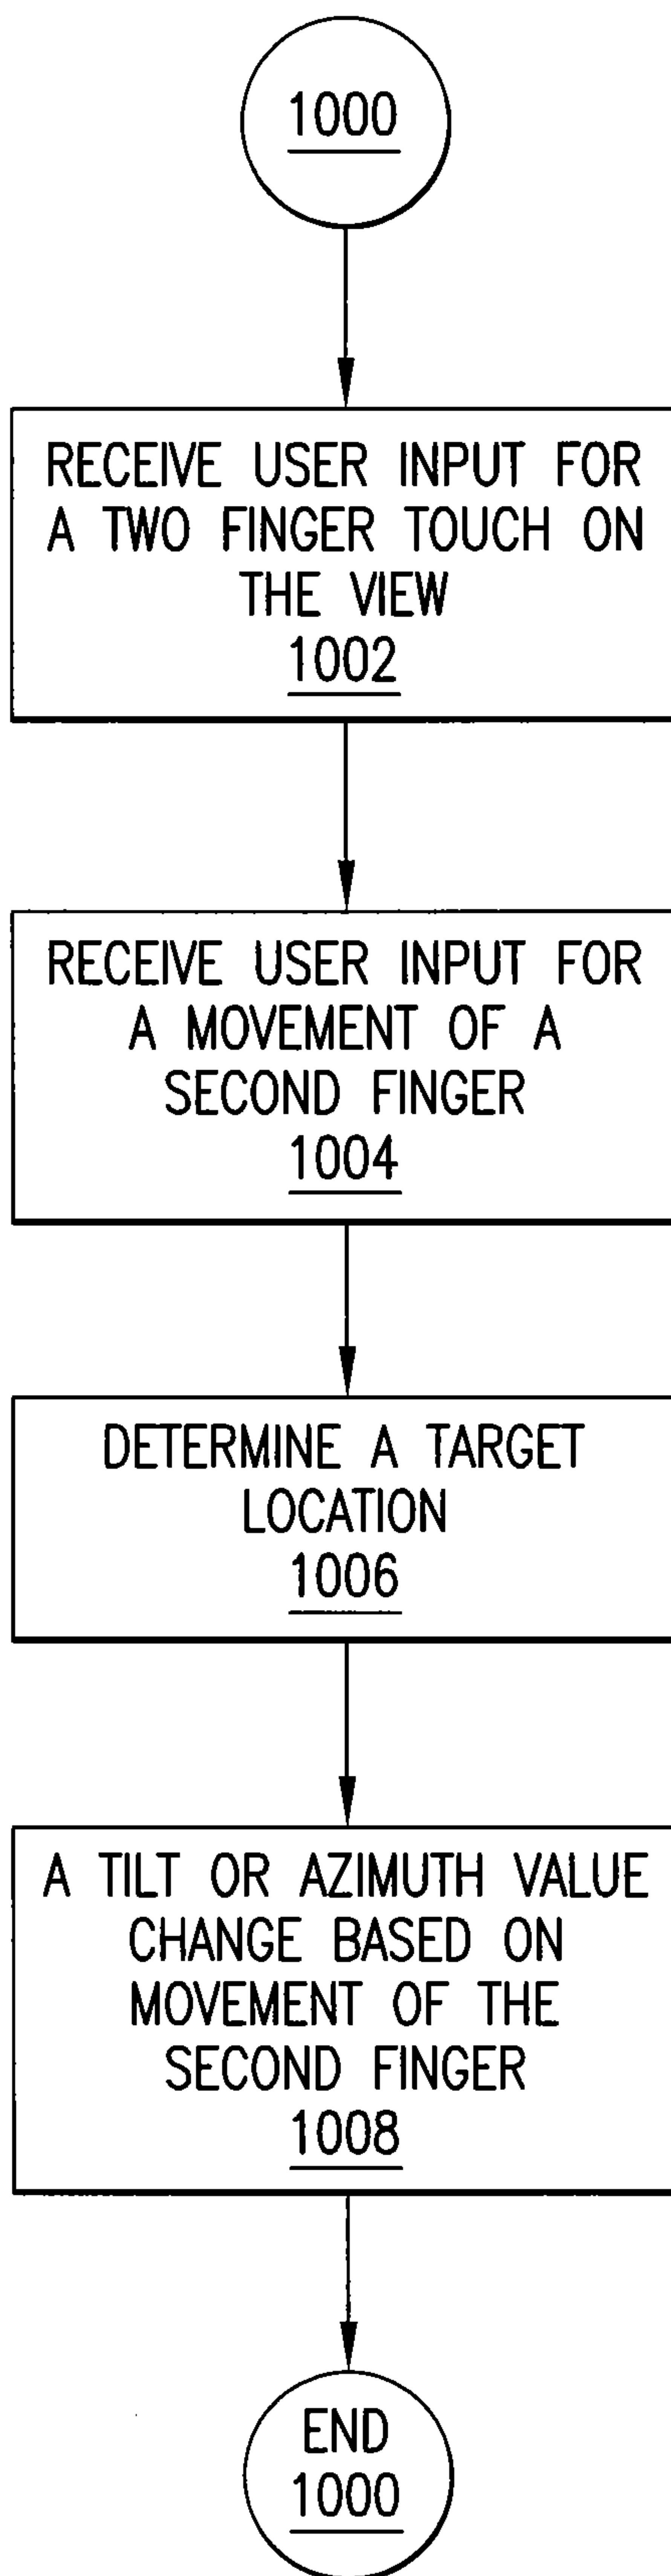 1000
RECEIVE USER INPUT FOR
A TWO FINGER TOUCH ON
THE VIEW
1002
RECEIVE USER INPUT FOR
A MOVEMENT OF A
SECOND FINGER
1004
DETERMINE A TARGET
LOCATION
1006
A TILT OR AZIMUTH VALUE
CHANGE BASED ON
MOVEMENT OF THE
SECOND FINGER
1008
END
1000